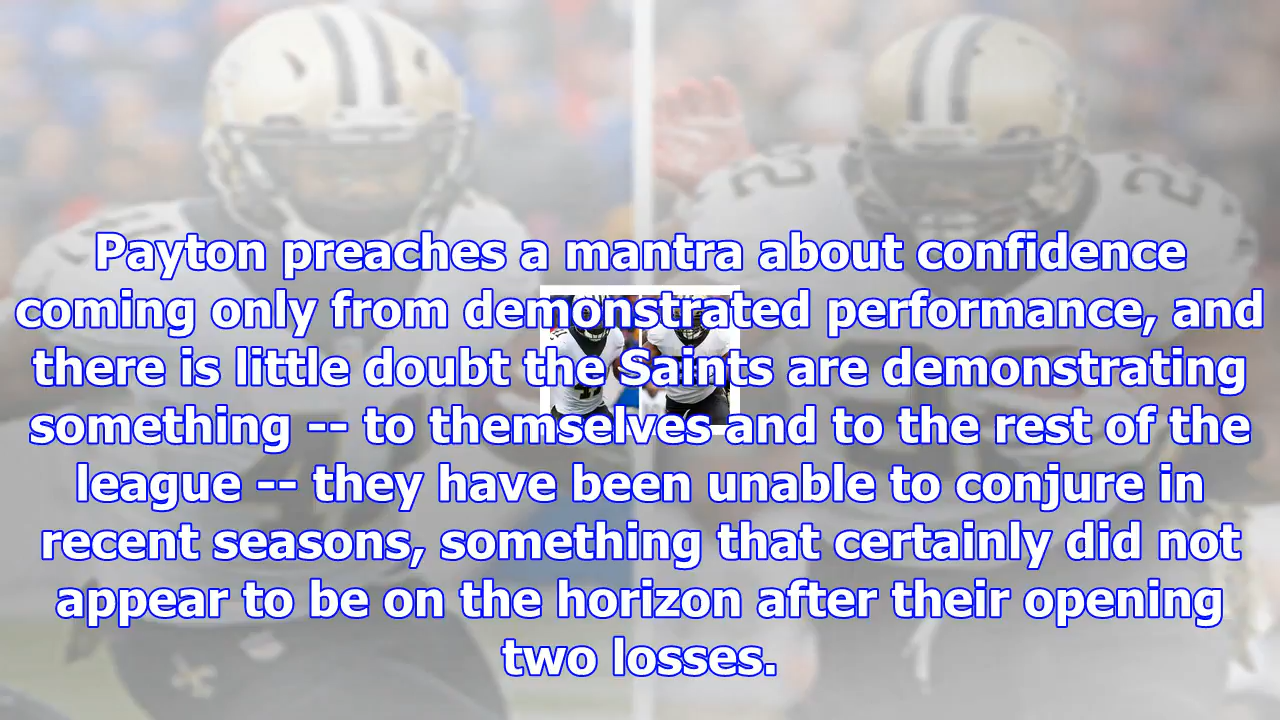 Payton preaches a mantra about confidence
coming only from demonstrated performance, and
there is little doubt the Saints are demonstrating
something -- to themselves and to the rest of the
league -- they have been unable to conjure in
recent seasons, something that certainly did not
appear to be on the horizon after their opening
two losses.